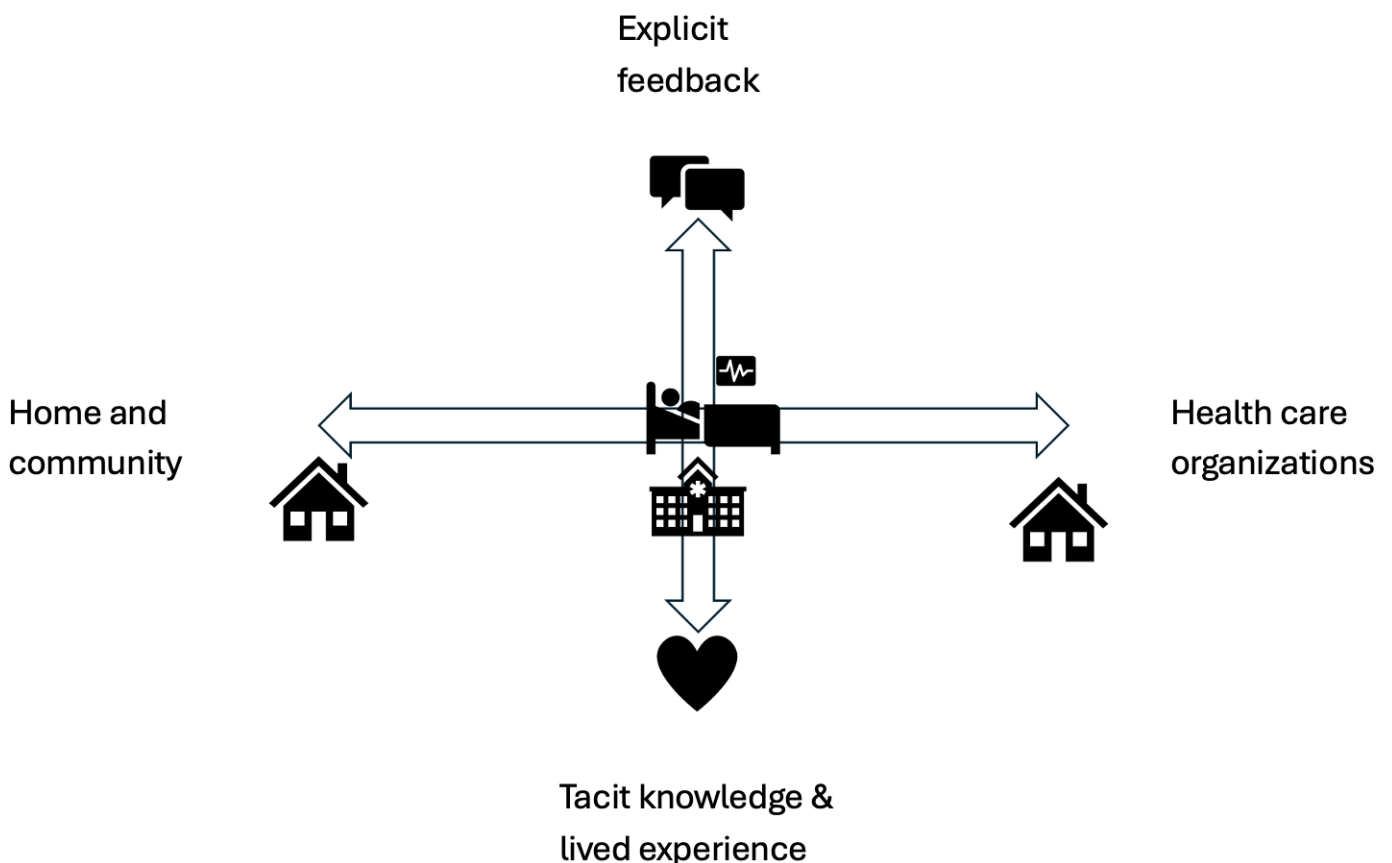 Explicit
feedback
Home and
community
Health care
organizations
Tacit knowledge &
lived experience